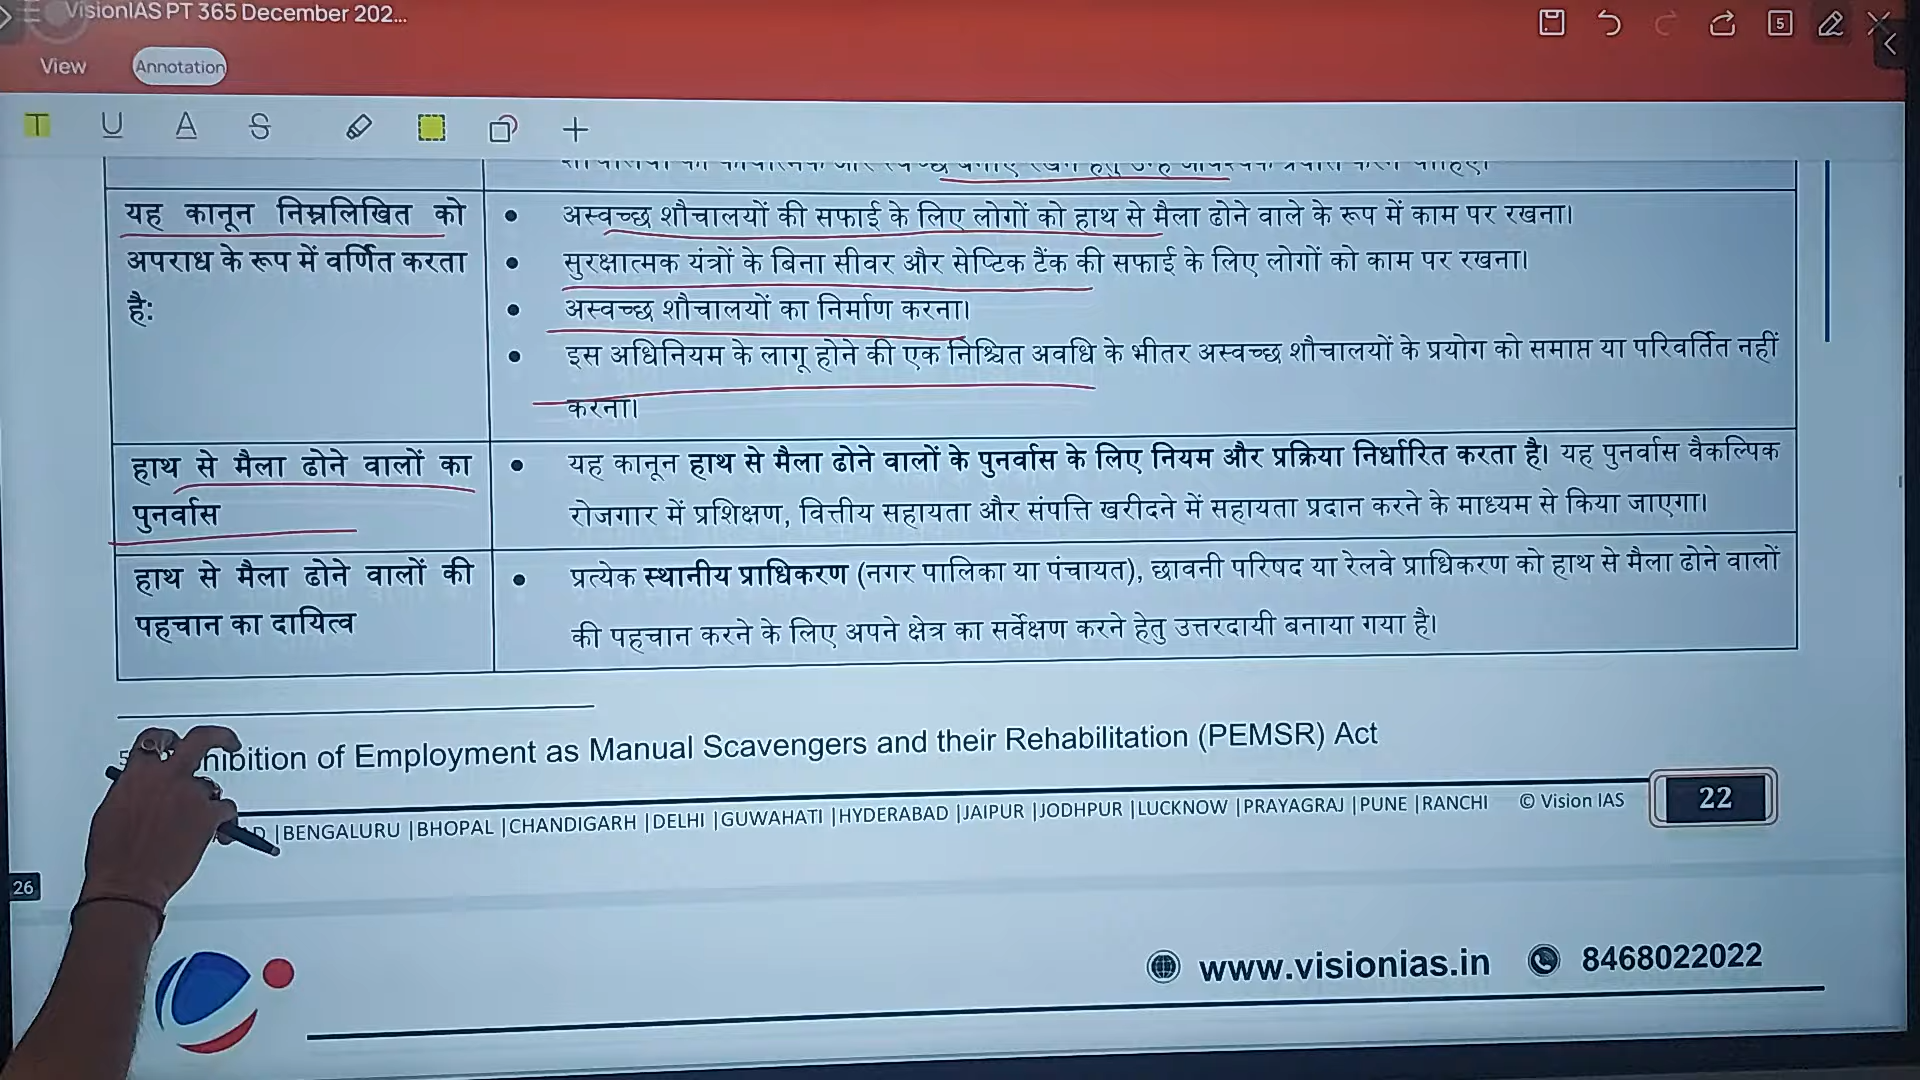 VisionIAS PT 365 December 202...
5
View
Annotation
T U A S
यह कानून निम्नलिखित को
अपराध के रूप में वर्णित करता
है:
• अस्वच्छ शौचालयों की सफाई के लिए लोगों को हाथ से मैला ढोने वाले के रूप में काम पर रखना।
• सुरक्षात्मक यंत्रों के बिना सीवर और सेप्टिक टैंक की सफाई के लिए लोगों को काम पर रखना।
• अस्वच्छ शौचालयों का निर्माण करना।
• इस अधिनियम के लागू होने की एक निश्चित अवधि के भीतर अस्वच्छ शौचालयों के प्रयोग को समाप्त या परिवर्तित नहीं
करना।
हाथ से मैला ढोने वालों का
पुनर्वास
• यह कानून हाथ से मैला ढोने वालों के पुनर्वास के लिए नियम और प्रक्रिया निर्धारित करता है। यह पुनर्वास वैकल्पिक
रोजगार में प्रशिक्षण, वित्तीय सहायता और संपत्ति खरीदने में सहायता प्रदान करने के माध्यम से किया जाएगा।
हाथ से मैला ढोने वालों की
पहचान का दायित्व
• प्रत्येक स्थानीय प्राधिकरण (नगर पालिका या पंचायत), छावनी परिषद या रेलवे प्राधिकरण को हाथ से मैला ढोने वालों
की पहचान करने के लिए अपने क्षेत्र का सर्वेक्षण करने हेतु उत्तरदायी बनाया गया है।
of Employment as Manual Scavengers and their Rehabilitation (PEMSR) Act
|BENGALURU |BHOPAL |CHANDIGARH |DELHI |GUWAHATI |HYDERABAD |JAIPUR |JODHPUR |LUCKNOW |PRAYAGRAJ |PUNE |RANCHI © Vision IAS
22
26
www.visionias.in 8468022022